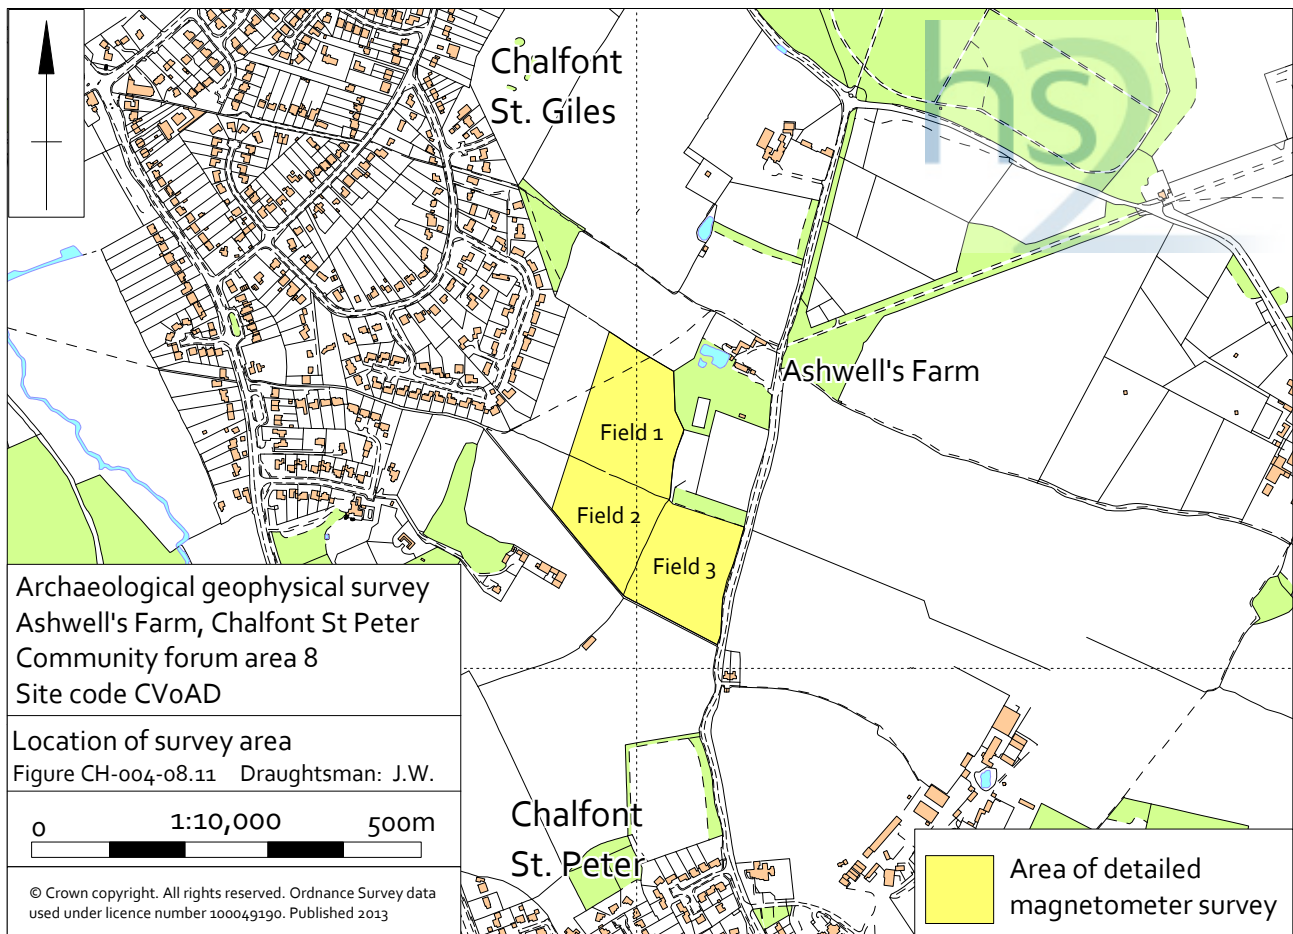 Chalfont
St. Giles
hs2
Ashwell's Farm
Field 1
Field 2
Field 3
Archaeological geophysical survey
Ashwell's Farm, Chalfont St Peter
Community forum area 8
Site code CV0AD
Location of survey area
Figure CH-004-08.11 Draughtsman: J.W.
0 1:10,000 500m
© Crown copyright. All rights reserved. Ordnance Survey data
used under licence number 100049190. Published 2013
Chalfont
St. Peter
Area of detailed
magnetometer survey